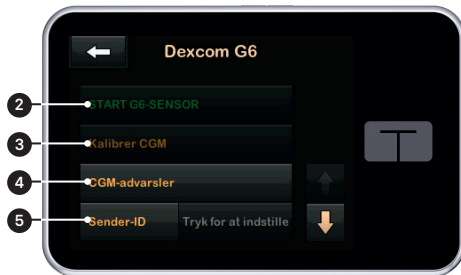 Dexcom G6
2 START G6-SENSOR
3 Kalibrer CGM
4 CGM-advarsler
5 Sender-ID Tryk for at indstille